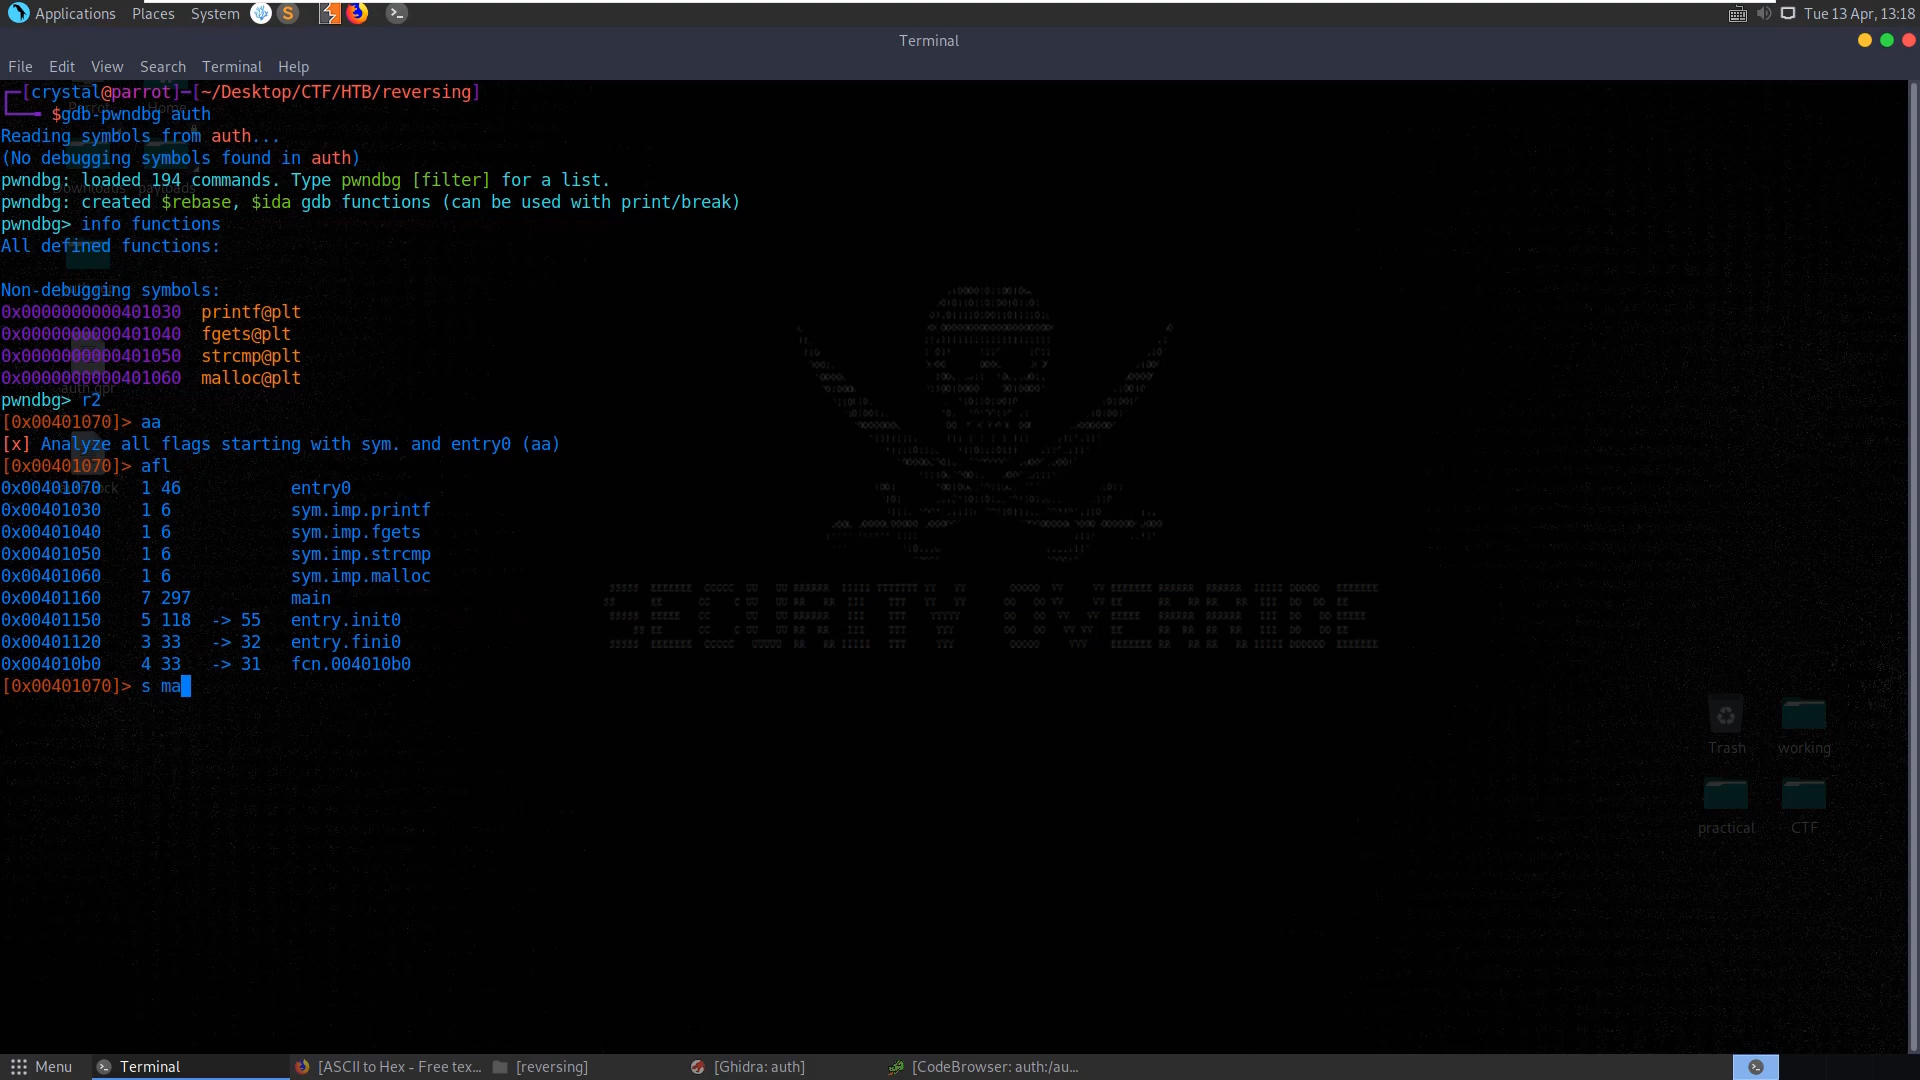 Applications Places System S Tue 13 Apr, 13:18
Terminal
File Edit View Search Terminal Help
┌─[crystal@parrot]─[~/Desktop/CTF/HTB/reversing]
└──╼ $gdb-pwndbg auth
Reading symbols from auth...
(No debugging symbols found in auth)
pwndbg: loaded 194 commands. Type pwndbg [filter] for a list.
pwndbg: created $rebase, $ida gdb functions (can be used with print/break)
pwndbg> info functions
All defined functions:
Non-debugging symbols:
0x0000000000401030  printf@plt
0x0000000000401040  fgets@plt
0x0000000000401050  strcmp@plt
0x0000000000401060  malloc@plt
pwndbg> r2
[0x00401070]> aa
[x] Analyze all flags starting with sym. and entry0 (aa)
[0x00401070]> afl
0x00401070    1 46           entry0
0x00401030    1 6            sym.imp.printf
0x00401040    1 6            sym.imp.fgets
0x00401050    1 6            sym.imp.strcmp
0x00401060    1 6            sym.imp.malloc
0x00401160    7 297          main
0x00401150    5 118  -> 55   entry.init0
0x00401120    3 33   -> 32   entry.fini0
0x004010b0    4 33   -> 31   fcn.004010b0
[0x00401070]> s ma
SECURITY OVERRIDE
Trash working
practical CTF
Menu Terminal [ASCII to Hex - Free tex... [reversing] [Ghidra: auth] [CodeBrowser: auth:/au...